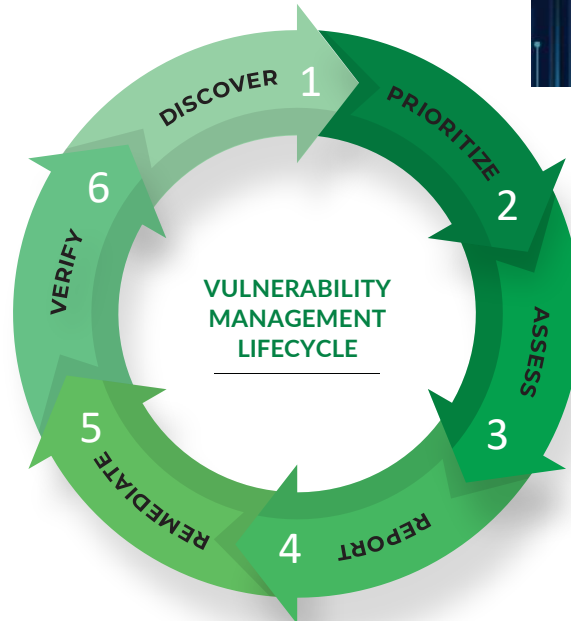 DISCOVER
1
PRIORITIZE
2
ASSESS
3
REPORT
4
REMEDIATE
5
VERIFY
6
VULNERABILITY
MANAGEMENT
LIFECYCLE